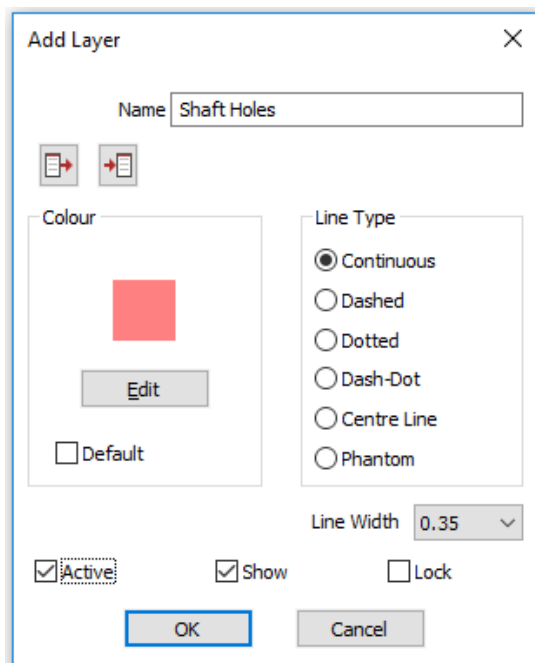 Add Layer
Name Shaft Holes
Colour
Edit
Default
Line Type
Continuous
Dashed
Dotted
Dash-Dot
Centre Line
Phantom
Line Width 0.35
Active Show Lock
OK Cancel